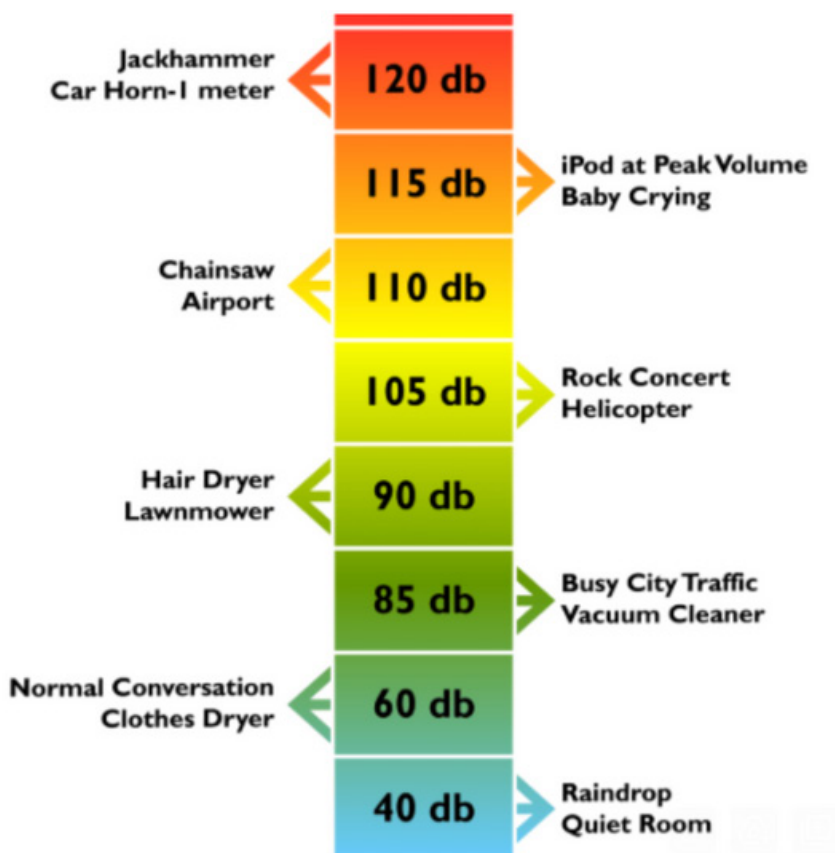 Jackhammer
Car Horn-1 meter
120 db
115 db
iPod at Peak Volume
Baby Crying
Chainsaw
Airport
110 db
105 db
Rock Concert
Helicopter
Hair Dryer
Lawnmower
90 db
85 db
Busy City Traffic
Vacuum Cleaner
Normal Conversation
Clothes Dryer
60 db
40 db
Raindrop
Quiet Room